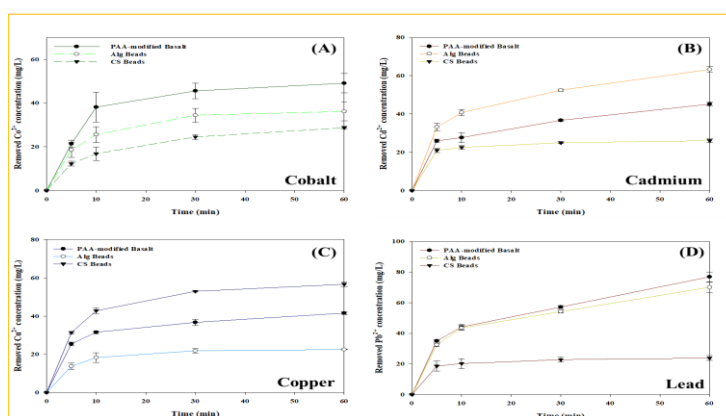 (A)
PAA-modified Basalt
Alg Beads
CS Beads
Removed Co²⁺ concentration (mg/L)
60
40
20
0
Cobalt
0 10 20 30 40 50 60
Time (min)
(B)
PAA-modified Basalt
Alg Beads
CS Beads
Removed Cd²⁺ concentration (mg/L)
80
60
40
20
0
Cadmium
0 10 20 30 40 50 60
Time (min)
(C)
PAA-modified Basalt
Alg Beads
CS Beads
Removed Cu²⁺ concentration (mg/L)
80
60
40
20
0
Copper
0 10 20 30 40 50 60
Time (min)
(D)
PAA-modified Basalt
Alg Beads
CS Beads
Removed Pb²⁺ concentration (mg/L)
100
80
60
40
20
0
Lead
0 10 20 30 40 50 60
Time (min)